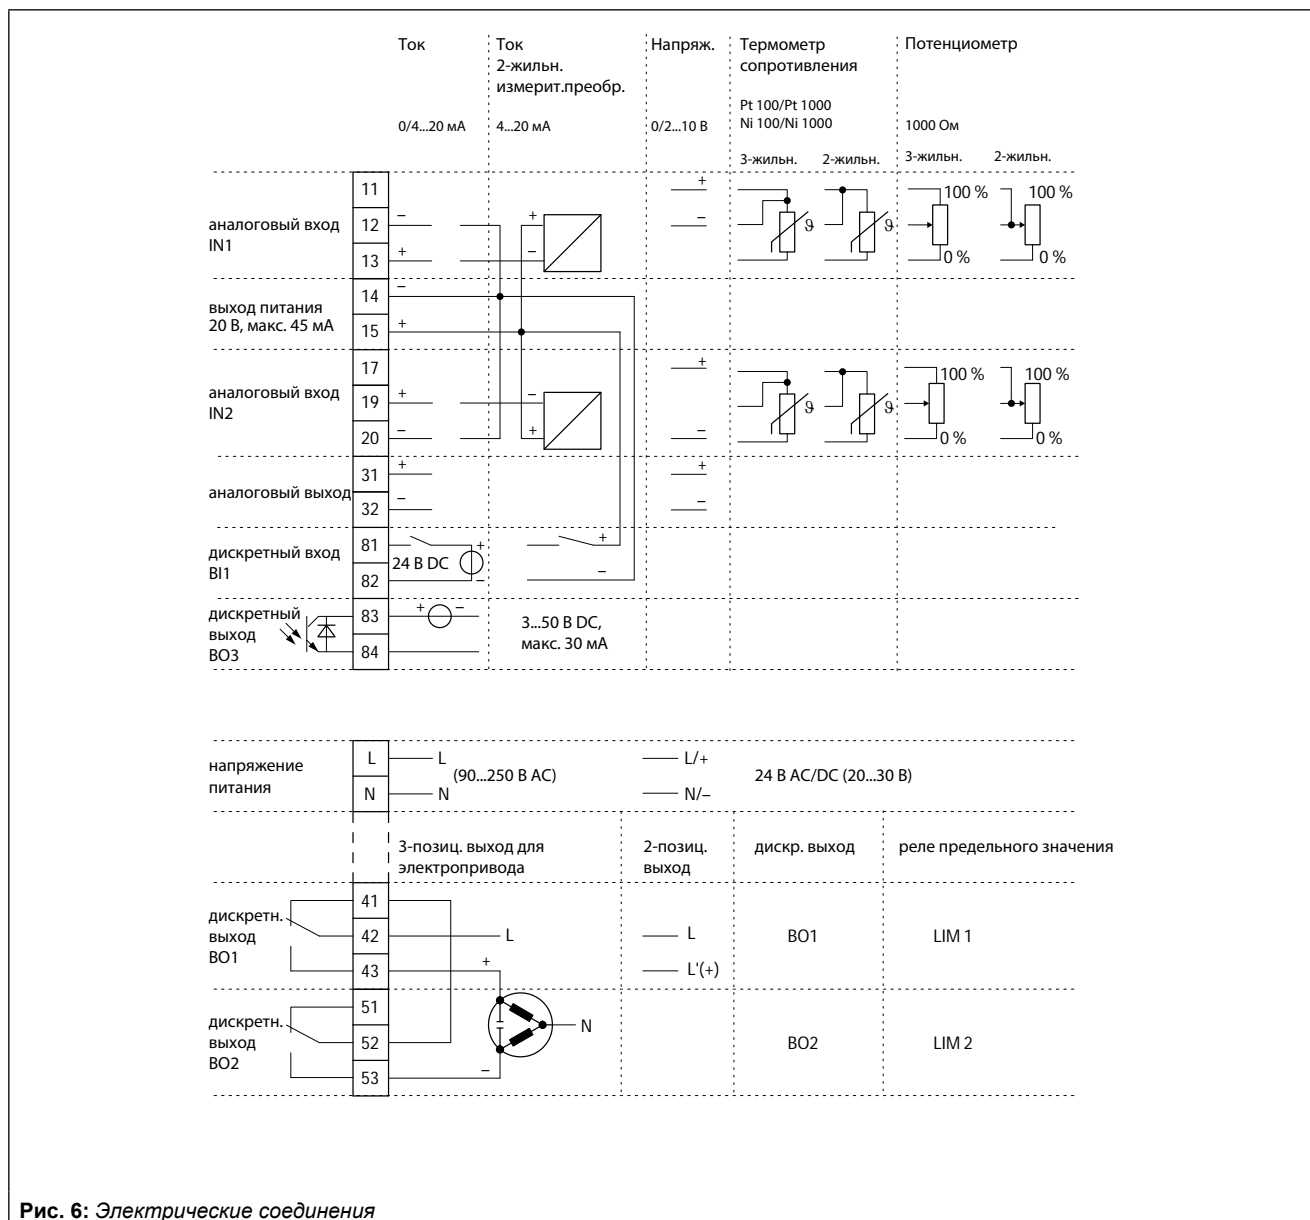 Ток
Ток
2-жильн.
измерит.преобр.
Напряж.
Термометр
сопротивления
Потенциометр
0/4...20 мА
4...20 мА
0/2...10 В
Pt 100/Pt 1000
Ni 100/Ni 1000
1000 Ом
3-жильн.
2-жильн.
3-жильн.
2-жильн.
аналоговый вход
IN1
11
+
100 %
100 %
12
–
+
–
ϑ
ϑ
13
+
–
0 %
0 %
выход питания
20 В, макс. 45 мА
14
–
15
+
аналоговый вход
IN2
17
+
100 %
100 %
19
+
–
ϑ
ϑ
20
–
+
–
0 %
0 %
аналоговый выход
31
+
+
32
–
–
дискретный вход
BI1
81
+
+
24 В DC
82
–
–
дискретный
выход
BO3
83
+
–
84
3...50 В DC,
макс. 30 мА
напряжение
питания
L
L
(90...250 В AC)
L/+
24 В AC/DC (20...30 В)
N
N
N/–
3-позиц. выход для
электропривода
2-позиц.
выход
дискр. выход
реле предельного значения
дискретн.
выход
BO1
41
42
L
L
BO1
LIM 1
43
+
L'(+)
дискретн.
выход
BO2
51
52
N
BO2
LIM 2
53
–
Рис. 6: Электрические соединения